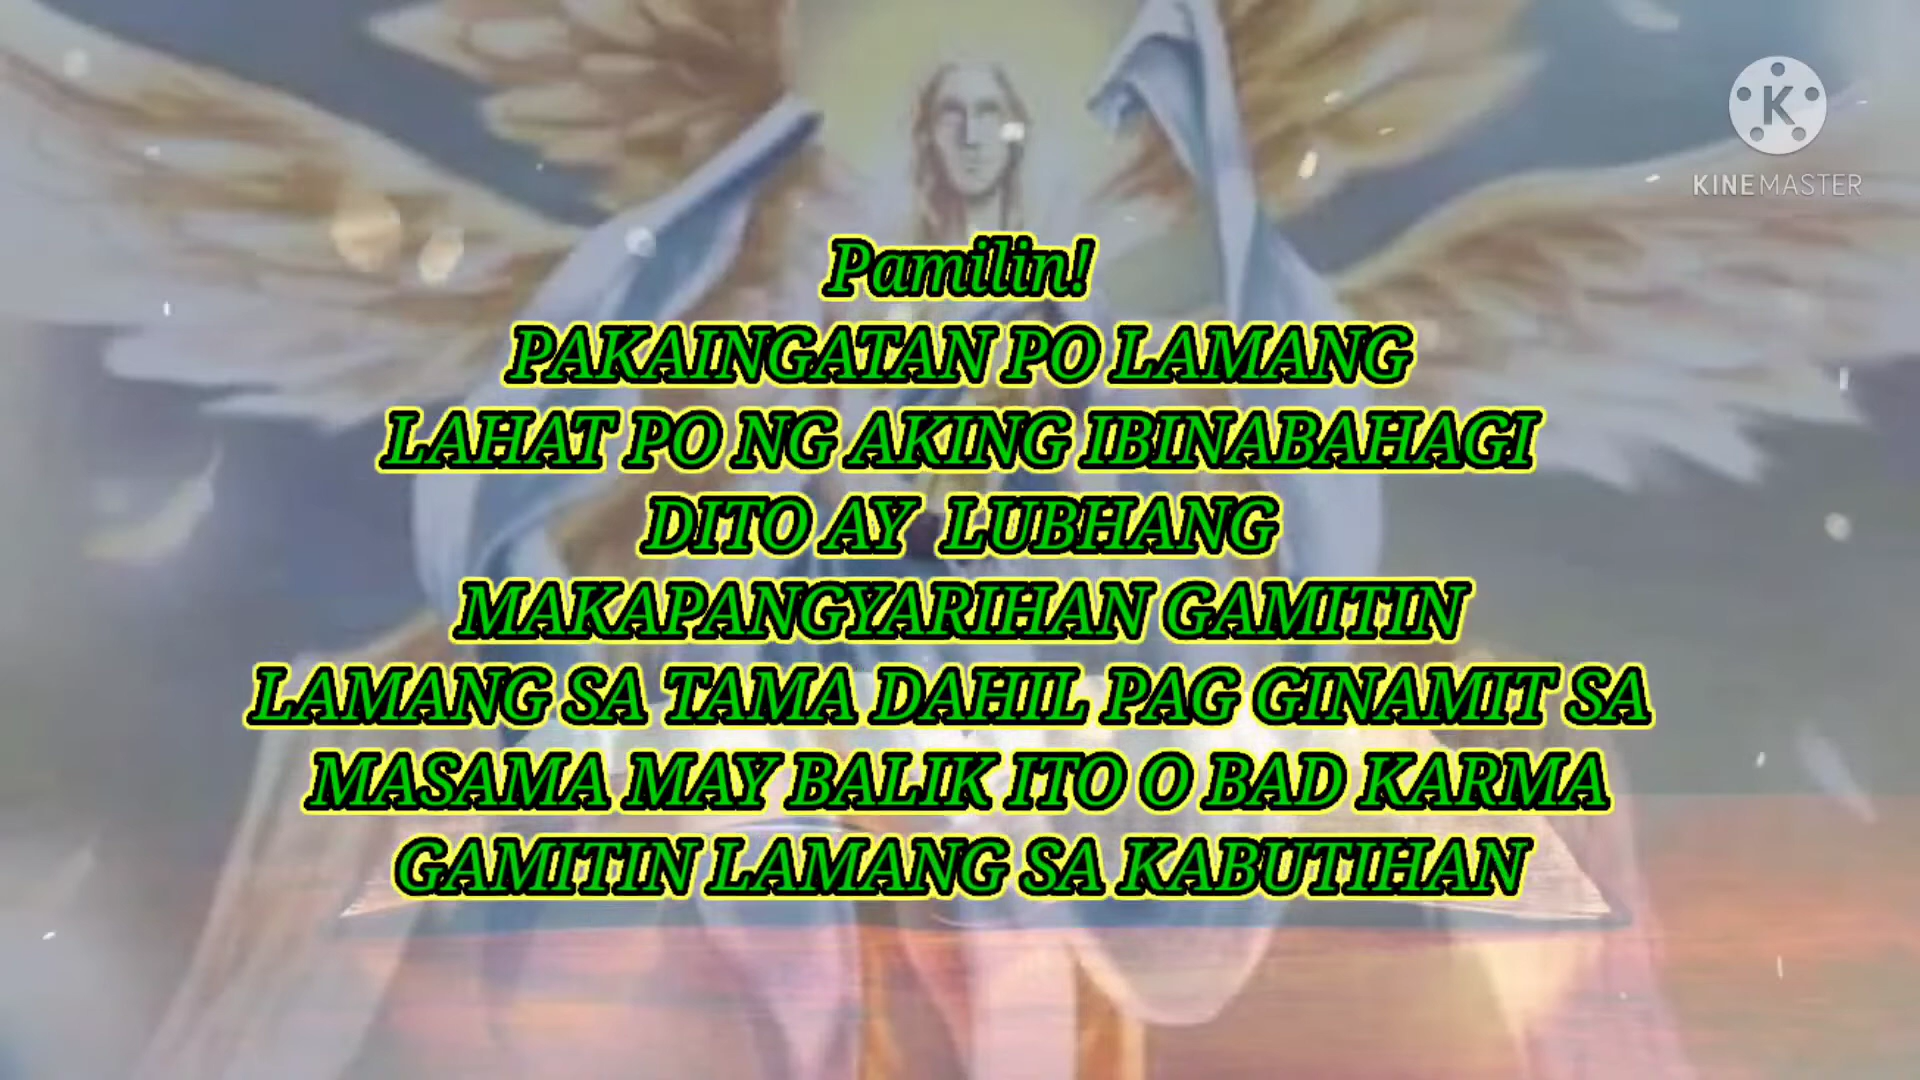 KINEMASTER
Pamilin!
PAKAINGATAN PO LAMANG
LAHAT PO NG AKING IBINABAHAGI
DITO AY LUBHANG
MAKAPANGYARIHAN GAMITIN
LAMANG SA TAMA DAHIL PAG GINAMIT SA
MASAMA MAY BALIK ITO O BAD KARMA
GAMITIN LAMANG SA KABUTIHAN